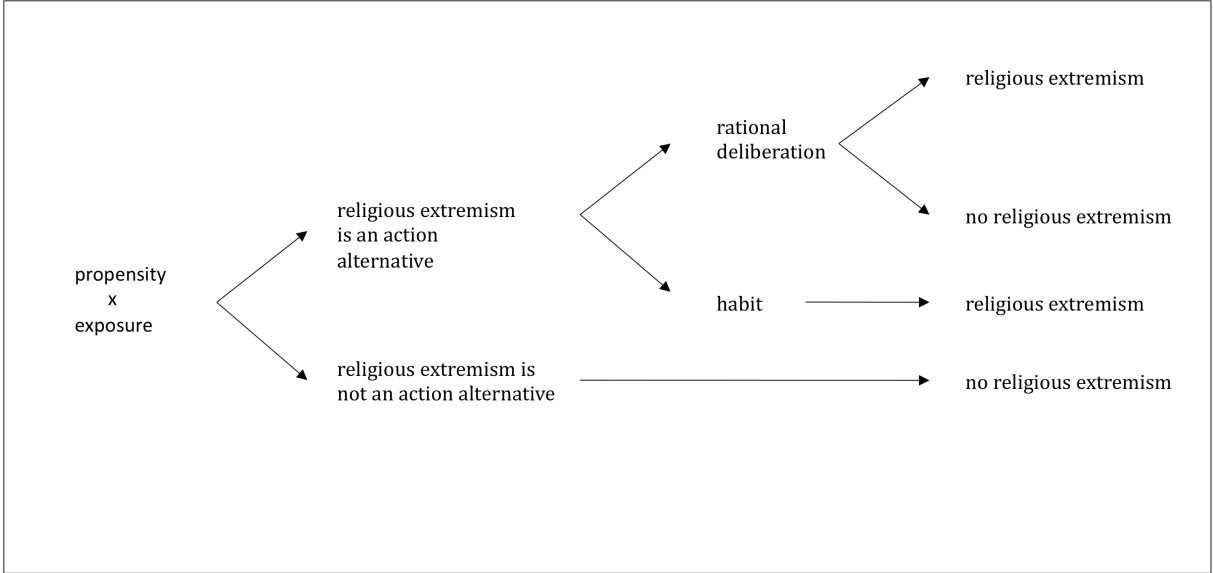 propensity
x
exposure
religious extremism
is an action
alternative
religious extremism is
not an action alternative
rational
deliberation
habit
religious extremism
no religious extremism
religious extremism
no religious extremism